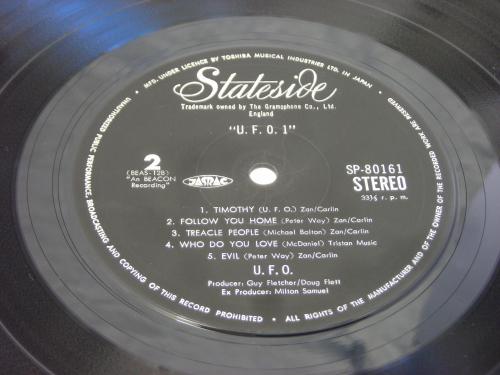 • MFD. UNDER LICENCE BY TOSHIBA MUSICAL INDUSTRIES LTD. IN JAPAN •
Stateside
Trademark owned by The Gramophone Co., Ltd.
England
"U. F. O. 1"
2
(BEAS-12B)
"An BEACON
Recording"
JASRAC
SP-80161
STEREO
33⅓ r. p. m.
1. TIMOTHY (U. F. O.) Zan/Carlin
2. FOLLOW YOU HOME (Peter Way) Zan/Carlin
3. TREACLE PEOPLE (Michael Bolton) Zan/Carlin
4. WHO DO YOU LOVE (McDaniel) Tristan Music
5. EVIL (Peter Way) Zan/Carlin
U. F. O.
Producer: Guy Fletcher/Doug Flett
Ex Producer: Milton Samuel
UNAUTHORIZED PUBLIC PERFORMANCE, BROADCASTING AND COPYING OF THIS RECORD PROHIBITED • ALL RIGHTS OF THE MANUFACTURER AND OF THE OWNER OF THE RECORDED WORK ARE RESERVED